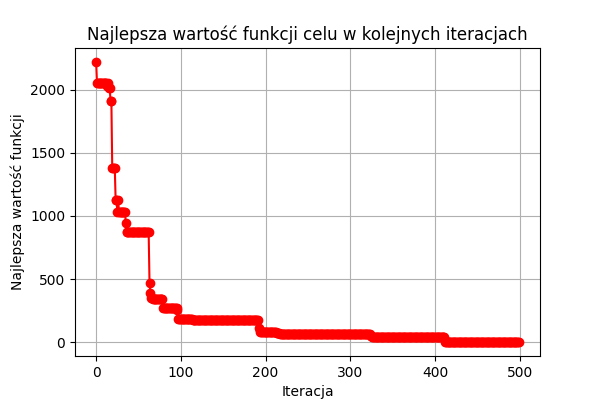 Najlepsza wartość funkcji celu w kolejnych iteracjach
Najlepsza wartość funkcji
2000
1500
1000
500
0
0 100 200 300 400 500
Iteracja